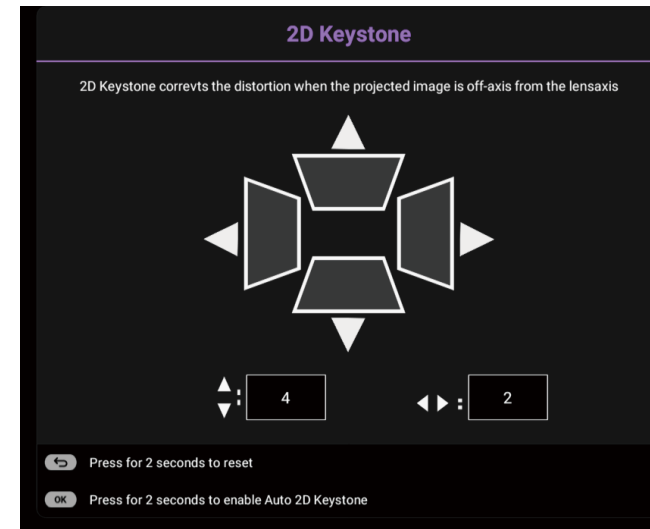 2D Keystone
2D Keystone correvts the distortion when the projected image is off-axis from the lensaxis
: 4
: 2
Press for 2 seconds to reset
OK Press for 2 seconds to enable Auto 2D Keystone